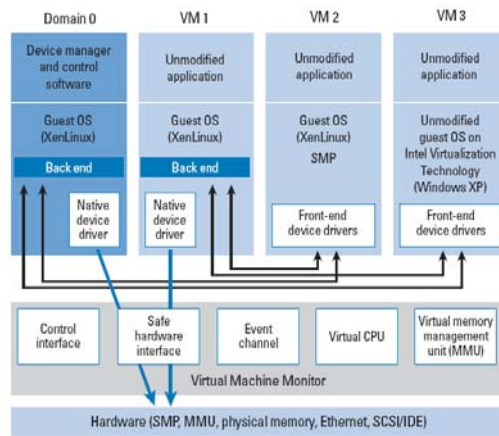 Domain 0
VM 1
VM 2
VM 3
Device manager
and control
software
Unmodified
application
Unmodified
application
Unmodified
application
Guest OS
(XenLinux)
Guest OS
(XenLinux)
Guest OS
(XenLinux)
SMP
Unmodified
guest OS on
Intel Virtualization
Technology
(Windows XP)
Back end
Back end
Native
device
driver
Native
device
driver
Front-end
device drivers
Front-end
device drivers
Control
interface
Safe
hardware
interface
Event
channel
Virtual CPU
Virtual memory
management
unit (MMU)
Virtual Machine Monitor
Hardware (SMP, MMU, physical memory, Ethernet, SCSI/IDE)